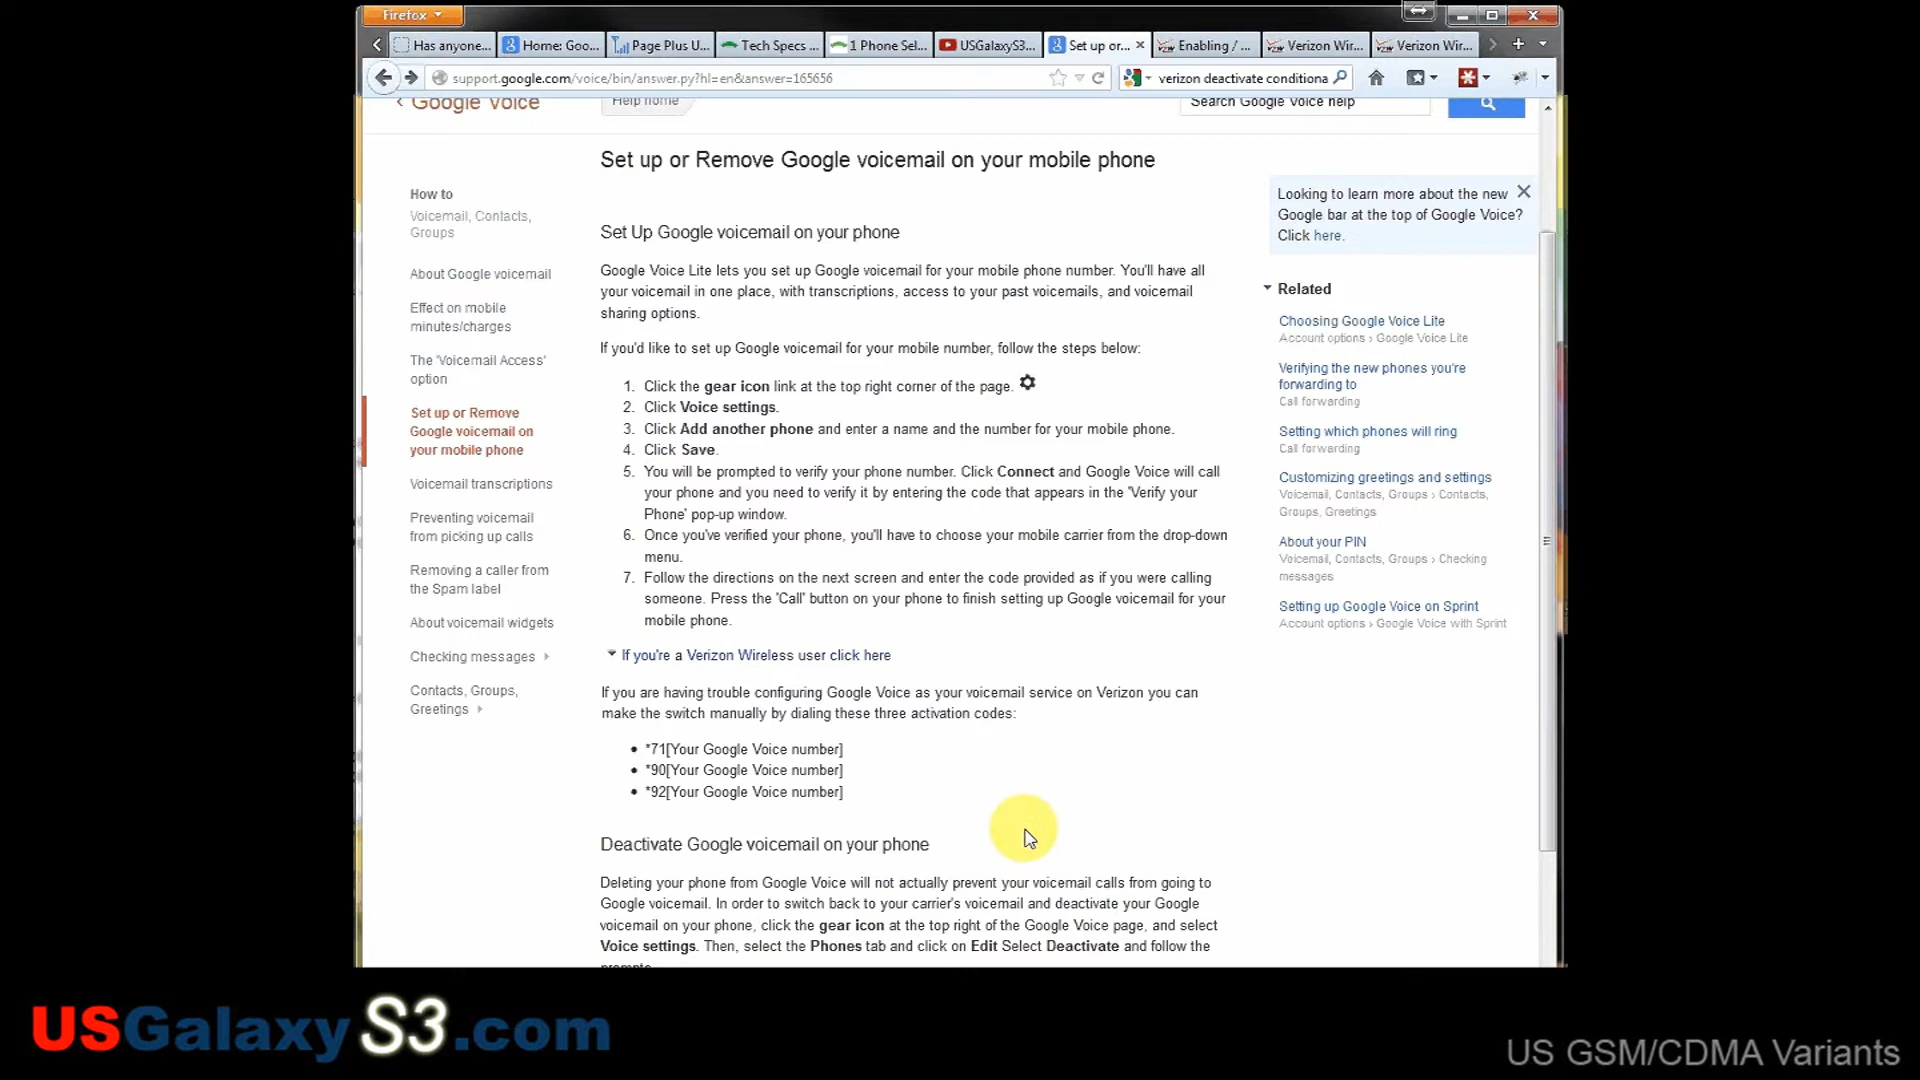 Firefox
Has anyone...
Home: Goo...
Page Plus U...
Tech Specs ...
1 Phone Sel...
USGalaxyS3...
Set up or...
Enabling / ...
Verizon Wir...
Verizon Wir...
support.google.com/voice/bin/answer.py?hl=en&answer=165656
verizon deactivate conditiona
Google Voice
Help home
Search Google Voice help
Set up or Remove Google voicemail on your mobile phone
How to
Voicemail, Contacts,
Groups
About Google voicemail
Effect on mobile
minutes/charges
The 'Voicemail Access'
option
Set up or Remove
Google voicemail on
your mobile phone
Voicemail transcriptions
Preventing voicemail
from picking up calls
Removing a caller from
the Spam label
About voicemail widgets
Checking messages
Contacts, Groups,
Greetings
Set Up Google voicemail on your phone
Google Voice Lite lets you set up Google voicemail for your mobile phone number. You'll have all
your voicemail in one place, with transcriptions, access to your past voicemails, and voicemail
sharing options.
If you'd like to set up Google voicemail for your mobile number, follow the steps below:
1. Click the gear icon link at the top right corner of the page.
2. Click Voice settings.
3. Click Add another phone and enter a name and the number for your mobile phone.
4. Click Save.
5. You will be prompted to verify your phone number. Click Connect and Google Voice will call
your phone and you need to verify it by entering the code that appears in the 'Verify your
Phone' pop-up window.
6. Once you've verified your phone, you'll have to choose your mobile carrier from the drop-down
menu.
7. Follow the directions on the next screen and enter the code provided as if you were calling
someone. Press the 'Call' button on your phone to finish setting up Google voicemail for your
mobile phone.
If you're a Verizon Wireless user click here
If you are having trouble configuring Google Voice as your voicemail service on Verizon you can
make the switch manually by dialing these three activation codes:
• *71[Your Google Voice number]
• *90[Your Google Voice number]
• *92[Your Google Voice number]
Deactivate Google voicemail on your phone
Deleting your phone from Google Voice will not actually prevent your voicemail calls from going to
Google voicemail. In order to switch back to your carrier's voicemail and deactivate your Google
voicemail on your phone, click the gear icon at the top right of the Google Voice page, and select
Voice settings. Then, select the Phones tab and click on Edit Select Deactivate and follow the
prompts
Looking to learn more about the new
Google bar at the top of Google Voice?
Click here.
Related
Choosing Google Voice Lite
Account options › Google Voice Lite
Verifying the new phones you're
forwarding to
Call forwarding
Setting which phones will ring
Call forwarding
Customizing greetings and settings
Voicemail, Contacts, Groups › Contacts,
Groups, Greetings
About your PIN
Voicemail, Contacts, Groups › Checking
messages
Setting up Google Voice on Sprint
Account options › Google Voice with Sprint
USGalaxyS3.com
US GSM/CDMA Variants